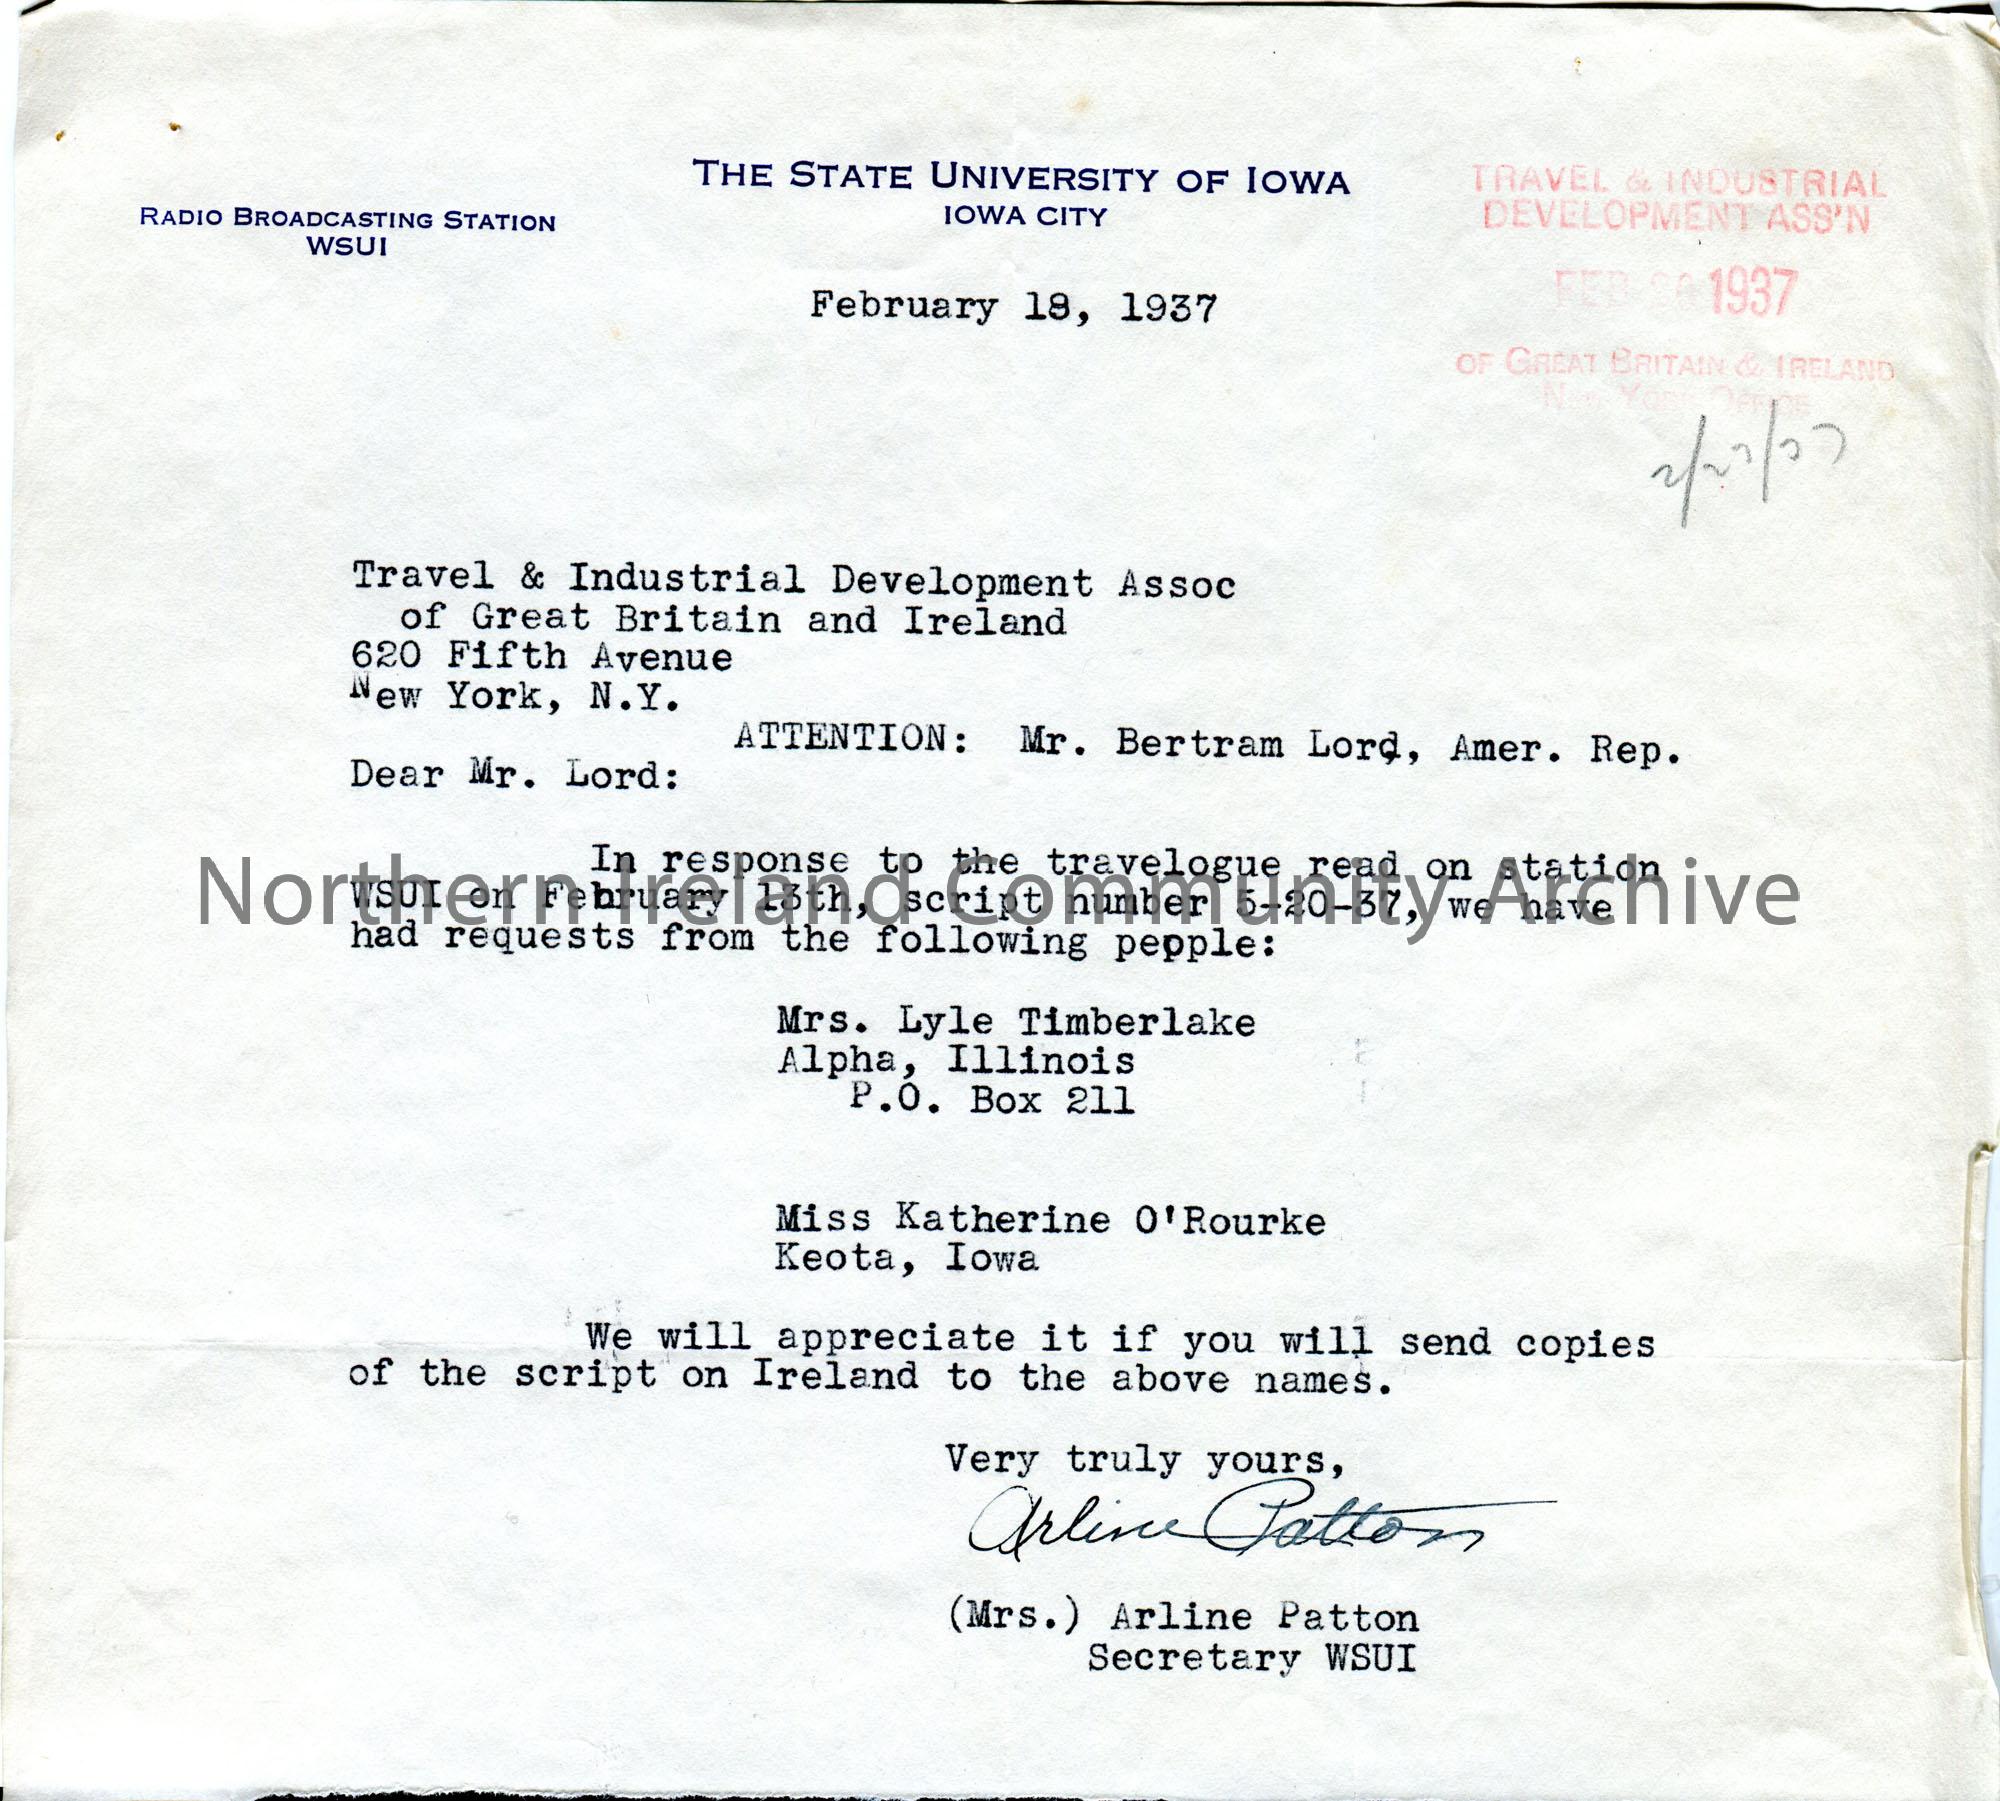 THE STATE UNIVERSITY OF IOWA
IOWA CITY
RADIO BROADCASTING STATION
WSUI
TRAVEL & INDUSTRIAL
DEVELOPMENT ASS'N
FEB 1937
OF GREAT BRITAIN & IRELAND
NEW YORK OFFICE
February 18, 1937
Travel & Industrial Development Assoc
of Great Britain and Ireland
620 Fifth Avenue
New York, N.Y.
ATTENTION: Mr. Bertram Lord, Amer. Rep.
Dear Mr. Lord:
In response to the travelogue read on station
WSUI on February 13th, script number 5-20-37, we have
had requests from the following pepple:
Northern Ireland Community Archive
Mrs. Lyle Timberlake
Alpha, Illinois
P.O. Box 211
Miss Katherine O'Rourke
Keota, Iowa
We will appreciate it if you will send copies
of the script on Ireland to the above names.
Very truly yours,
Arline Patton
(Mrs.) Arline Patton
Secretary WSUI